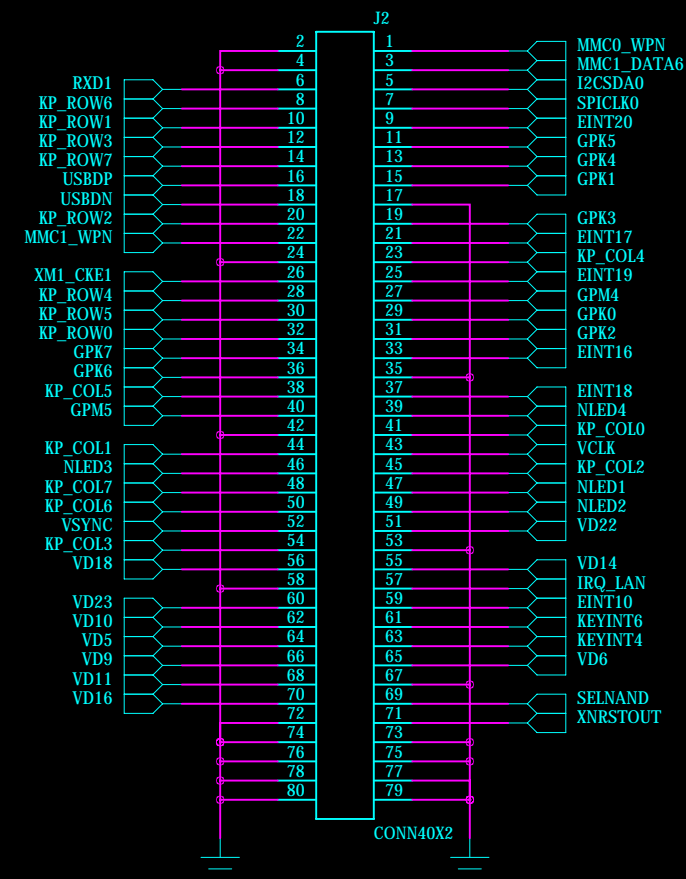 J2
2 1 MMC0_WPN
4 3 MMC1_DATA6
RXD1 6 5 I2CSDA0
KP_ROW6 8 7 SPICLK0
KP_ROW1 10 9 EINT20
KP_ROW3 12 11 GPK5
KP_ROW7 14 13 GPK4
USBDP 16 15 GPK1
USBDN 18 17
KP_ROW2 20 19 GPK3
MMC1_WPN 22 21 EINT17
24 23 KP_COL4
XM1_CKE1 26 25 EINT19
KP_ROW4 28 27 GPM4
KP_ROW5 30 29 GPK0
KP_ROW0 32 31 GPK2
GPK7 34 33 EINT16
GPK6 36 35
KP_COL5 38 37 EINT18
GPM5 40 39 NLED4
42 41 KP_COL0
KP_COL1 44 43 VCLK
NLED3 46 45 KP_COL2
KP_COL7 48 47 NLED1
KP_COL6 50 49 NLED2
VSYNC 52 51 VD22
KP_COL3 54 53
VD18 56 55 VD14
58 57 IRQ_LAN
VD23 60 59 EINT10
VD10 62 61 KEYINT6
VD5 64 63 KEYINT4
VD9 66 65 VD6
VD11 68 67
VD16 70 69 SELNAND
72 71 XNRSTOUT
74 73
76 75
78 77
80 79
CONN40X2